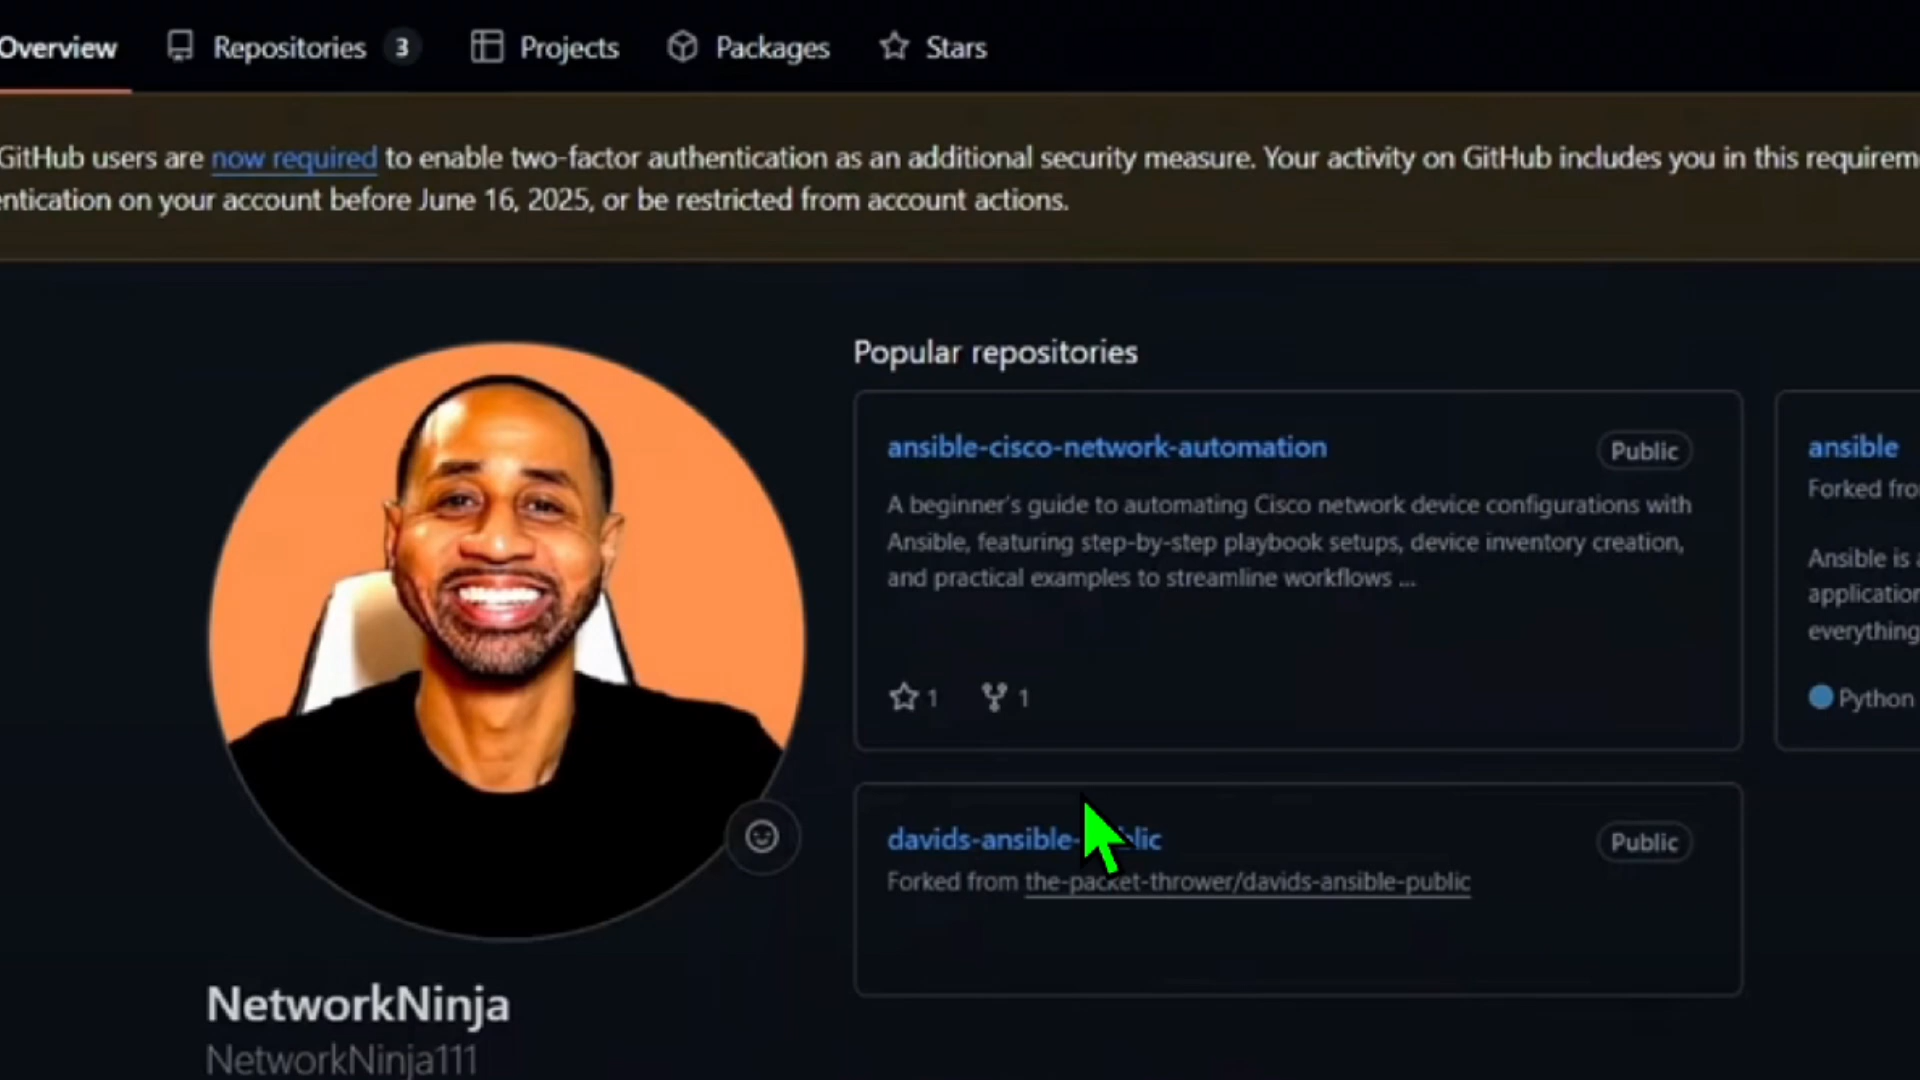 Overview Repositories 3 Projects Packages Stars
GitHub users are now required to enable two-factor authentication as an additional security measure. Your activity on GitHub includes you in this
on your account before June 16, 2025, or be restricted from account actions.
Popular repositories
ansible-cisco-network-automation Public
A beginner's guide to automating Cisco network device configurations with
Ansible, featuring step-by-step playbook setups, device inventory creation,
and practical examples to streamline workflows ...
1 1
ansible
Forked
Ansible is
everything
Python
davids-ansible- Public
Forked from the-packet-thrower/davids-ansible-public
NetworkNinja
NetworkNinja111